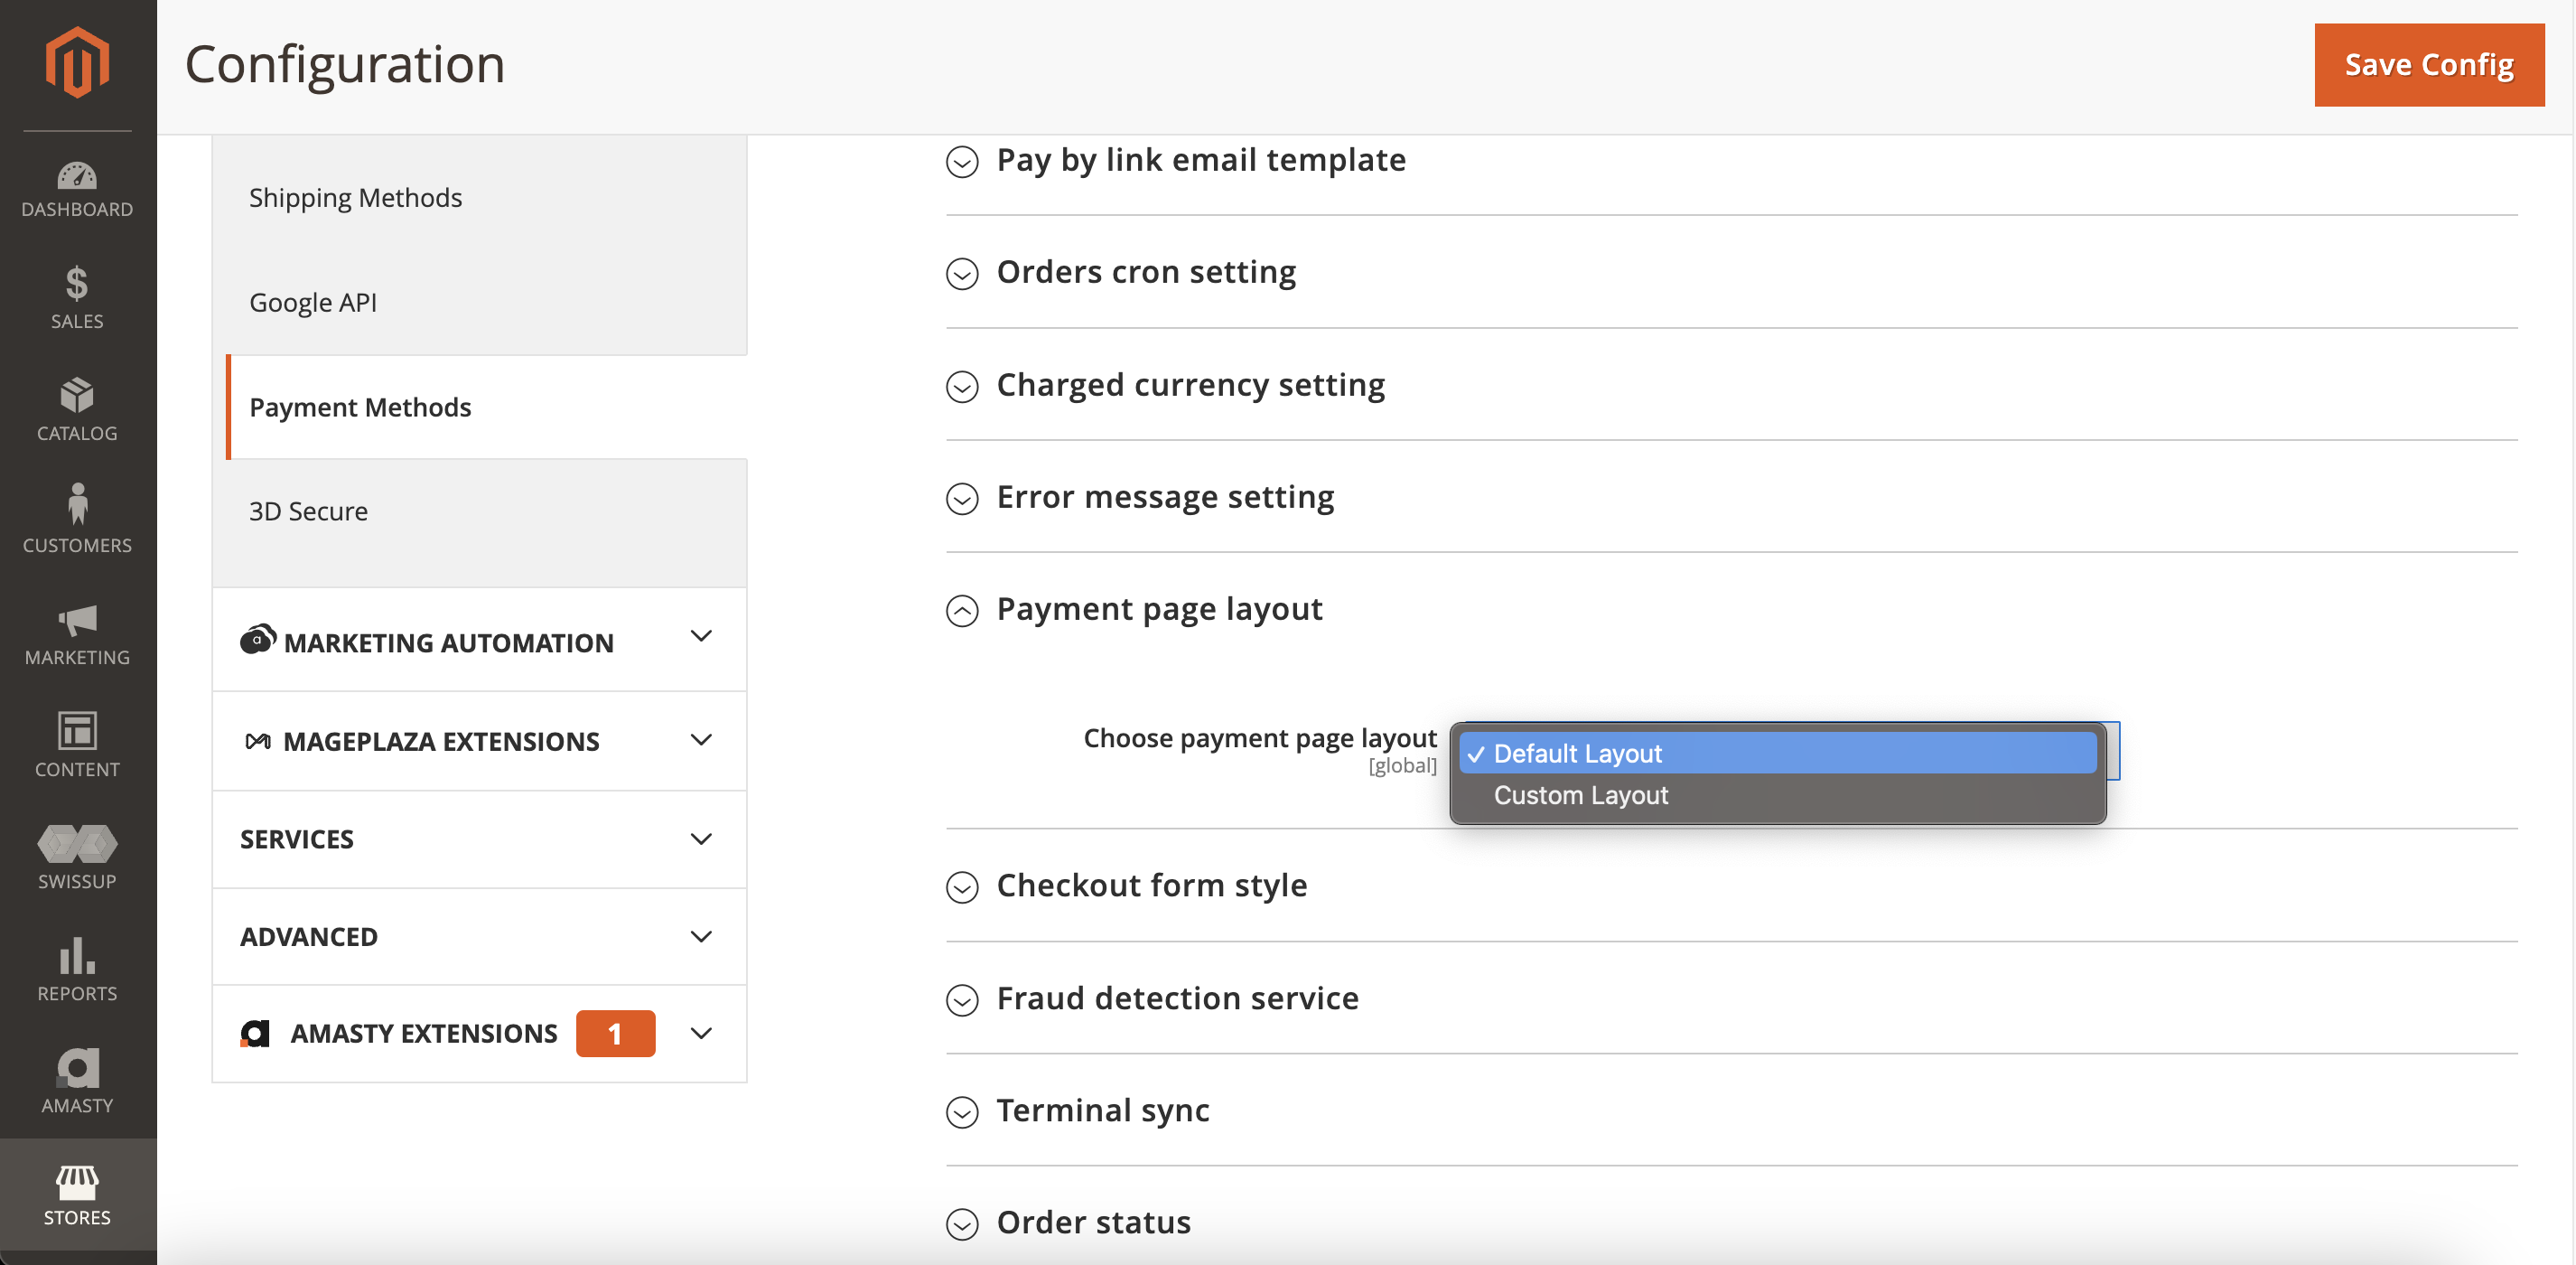 Configuration
Save Config
DASHBOARD
SALES
CATALOG
CUSTOMERS
MARKETING
CONTENT
SWISSUP
REPORTS
AMASTY
STORES
Shipping Methods
Google API
Payment Methods
3D Secure
MARKETING AUTOMATION
MAGEPLAZA EXTENSIONS
SERVICES
ADVANCED
AMASTY EXTENSIONS 1
Pay by link email template
Orders cron setting
Charged currency setting
Error message setting
Payment page layout
Choose payment page layout
[global]
✓ Default Layout
Custom Layout
Checkout form style
Fraud detection service
Terminal sync
Order status